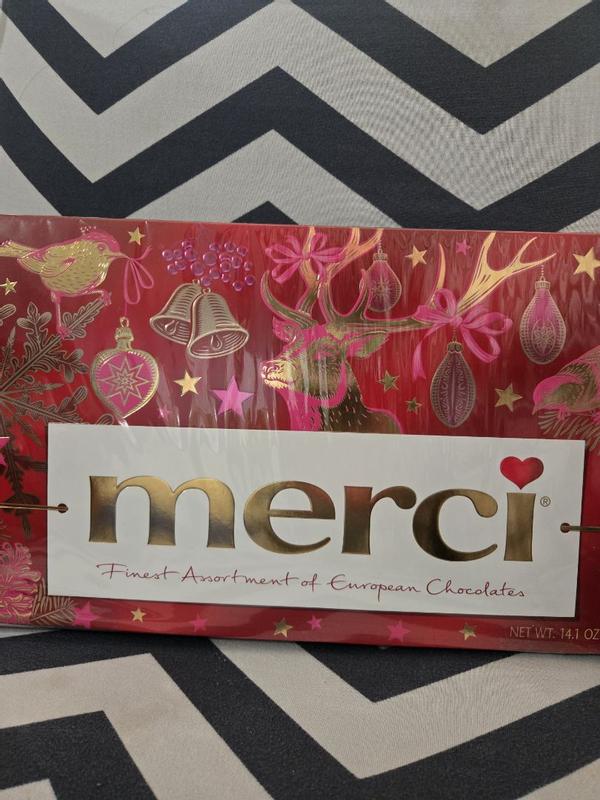 merci®
Finest Assortment of European Chocolates
NET WT. 14.1 OZ